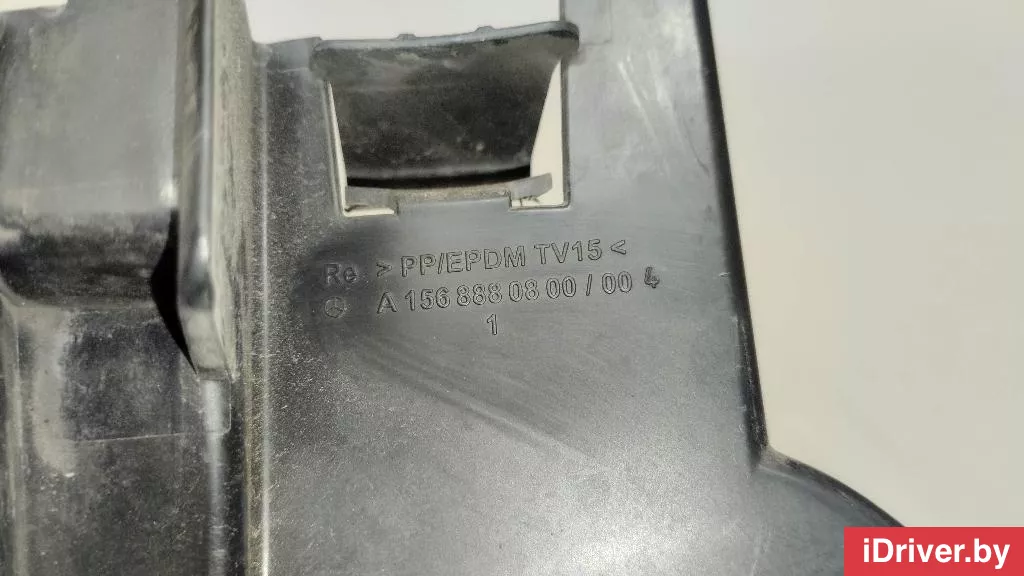 Re > PP/EPDM TV15 <
A 156 888 08 00 / 00 4
1
iDriver.by